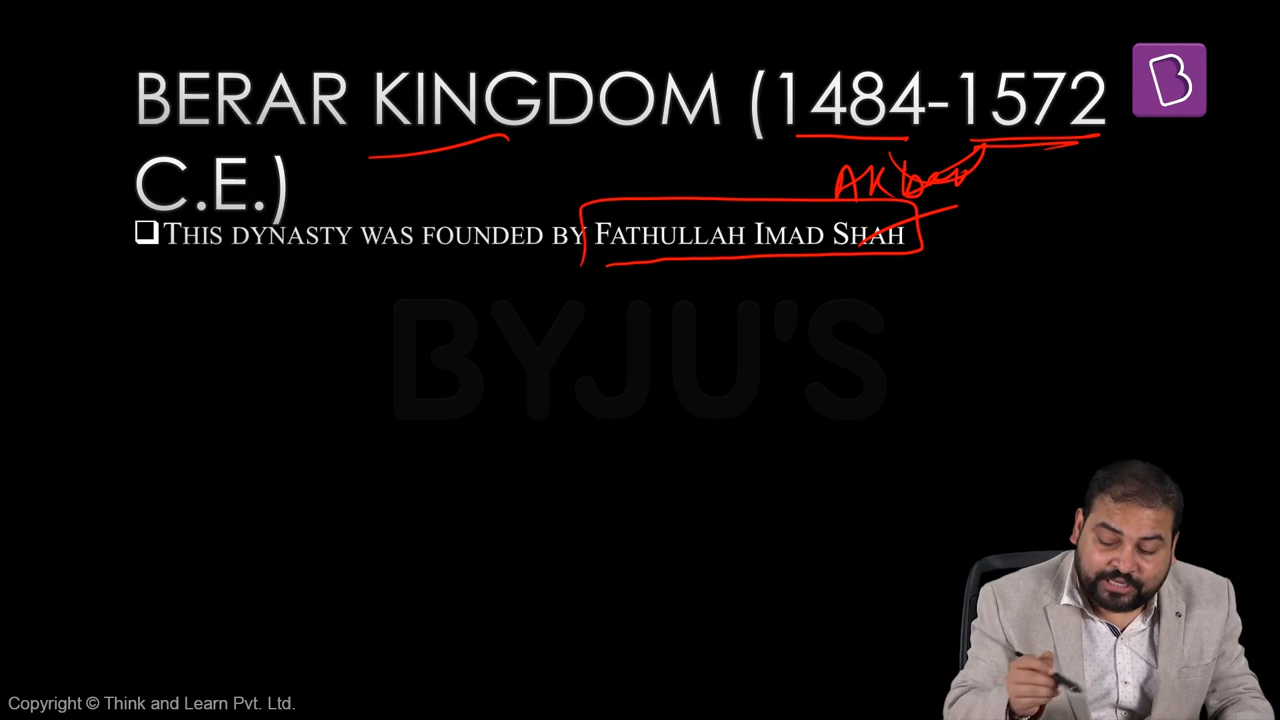 BERAR KINGDOM (1484-1572
C.E.)
AKbar
❑THIS DYNASTY WAS FOUNDED BY FATHULLAH IMAD SHAH
BYJU'S
Copyright © Think and Learn Pvt. Ltd.